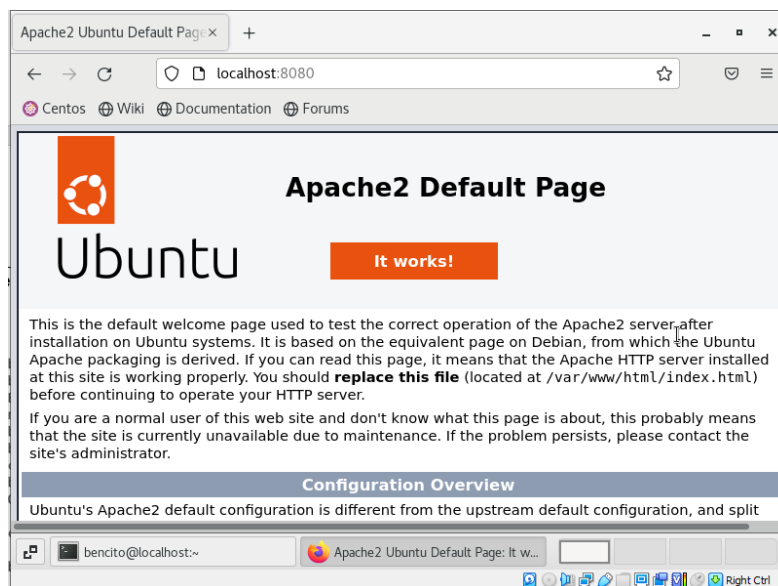 Apache2 Ubuntu Default Page
localhost:8080
Centos Wiki Documentation Forums
Apache2 Default Page
Ubuntu
It works!
This is the default welcome page used to test the correct operation of the Apache2 server after
installation on Ubuntu systems. It is based on the equivalent page on Debian, from which the Ubuntu
Apache packaging is derived. If you can read this page, it means that the Apache HTTP server installed
at this site is working properly. You should replace this file (located at /var/www/html/index.html)
before continuing to operate your HTTP server.
If you are a normal user of this web site and don't know what this page is about, this probably means
that the site is currently unavailable due to maintenance. If the problem persists, please contact the
site's administrator.
Configuration Overview
Ubuntu's Apache2 default configuration is different from the upstream default configuration, and split
bencito@localhost:~ Apache2 Ubuntu Default Page: It w...
Right Ctrl